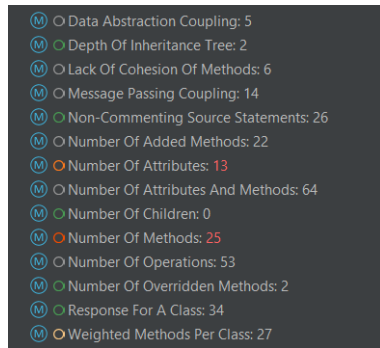 M Data Abstraction Coupling: 5
M Depth Of Inheritance Tree: 2
M Lack Of Cohesion Of Methods: 6
M Message Passing Coupling: 14
M Non-Commenting Source Statements: 26
M Number Of Added Methods: 22
M Number Of Attributes: 13
M Number Of Attributes And Methods: 64
M Number Of Children: 0
M Number Of Methods: 25
M Number Of Operations: 53
M Number Of Overridden Methods: 2
M Response For A Class: 34
M Weighted Methods Per Class: 27